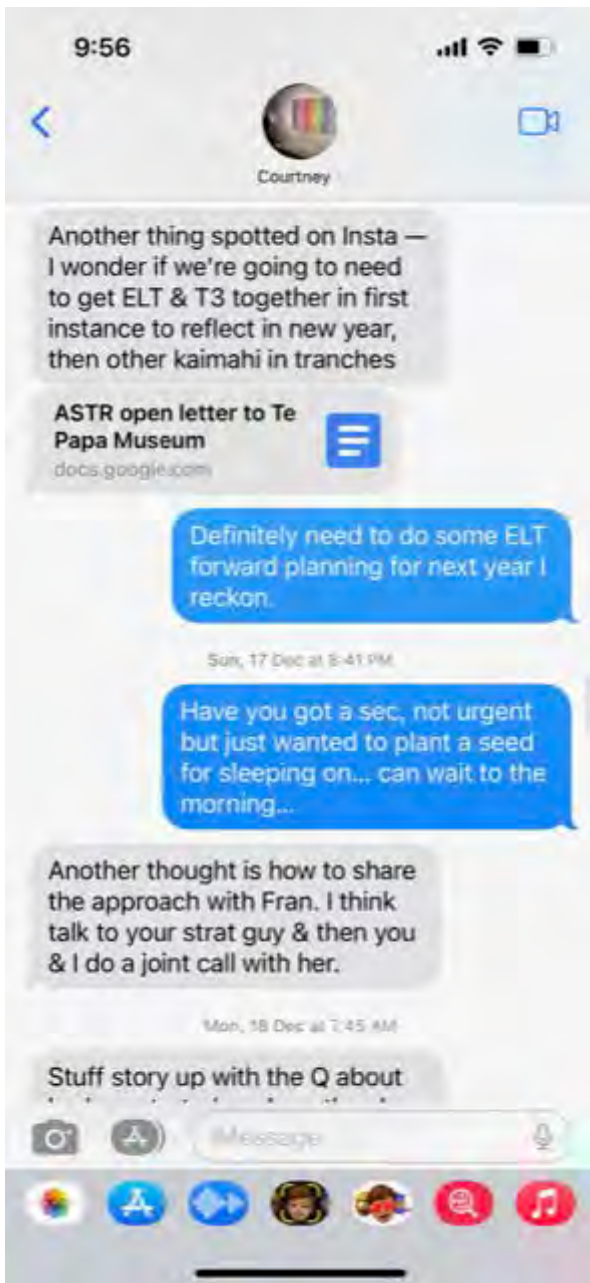 9:56
Courtney
Another thing spotted on Insta —
I wonder if we're going to need
to get ELT & T3 together in first
instance to reflect in new year,
then other kaimahi in tranches
ASTR open letter to Te
Papa Museum
docs.google.com
Definitely need to do some ELT
forward planning for next year I
reckon.
Sun, 17 Dec at 8:41 PM
Have you got a sec, not urgent
but just wanted to plant a seed
for sleeping on... can wait to the
morning...
Another thought is how to share
the approach with Fran. I think
talk to your strat guy & then you
& I do a joint call with her.
Mon, 18 Dec at 7:45 AM
Stuff story up with the Q about
iMessage